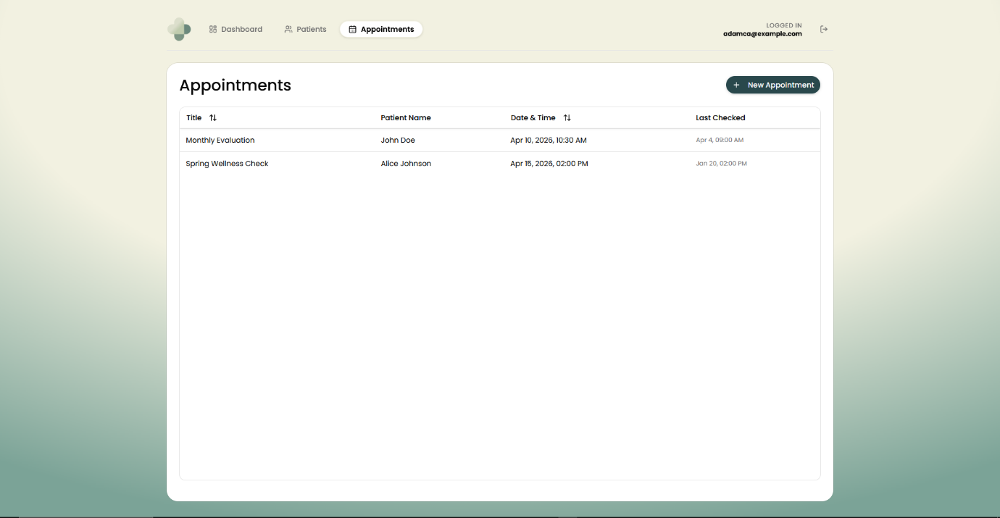 Dashboard
Patients
Appointments
LOGGED IN
adamca@example.com
Appointments
New Appointment
Title Patient Name Date & Time Last Checked
Monthly Evaluation John Doe Apr 10, 2026, 10:30 AM Apr 4, 09:00 AM
Spring Wellness Check Alice Johnson Apr 15, 2026, 02:00 PM Jan 20, 02:00 PM